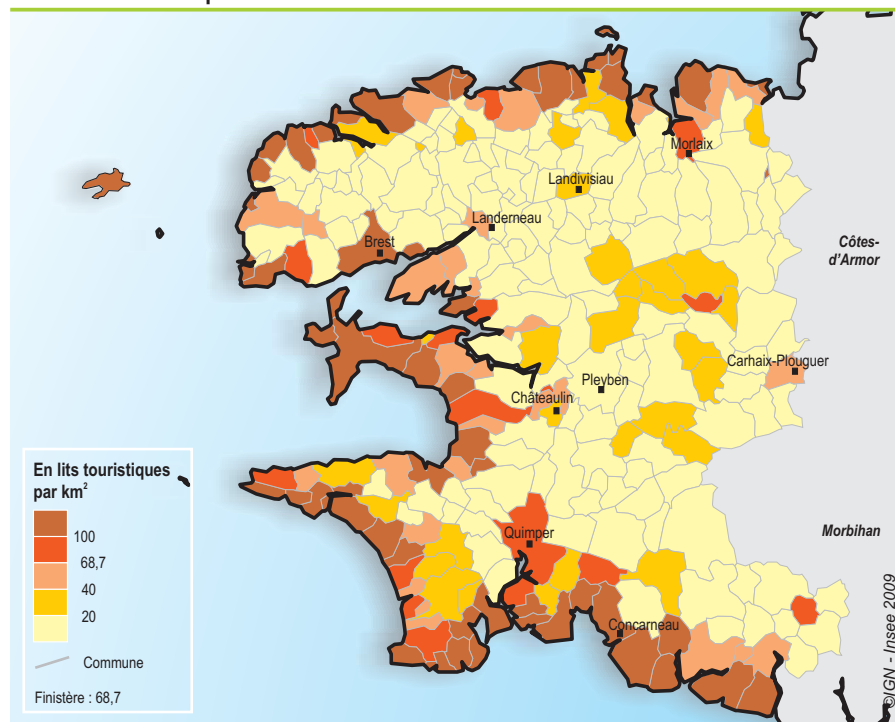 Morlaix
Landivisiau
Landerneau
Brest
Côtes-
d'Armor
Carhaix-Plouguer
Pleyben
Châteaulin
En lits touristiques
par km²
100
68,7
40
20
Commune
Finistère : 68,7
Quimper
Concarneau
Morbihan
©IGN - Insee 2009